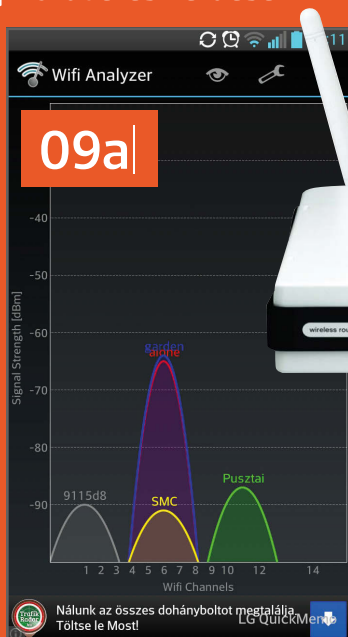 11
Wifi Analyzer
09a
-40
-50
-60
-70
-80
-90
Signal Strength [dBm]
garden
alone
9115d8
SMC
Pusztai
wireless rou
1 2 3 4 5 6 7 8 9 10 12 14
Wifi Channels
Trafik Radar
Nálunk az összes dohányboltot megtalálja
Töltse le Most!
LG QuickMemo